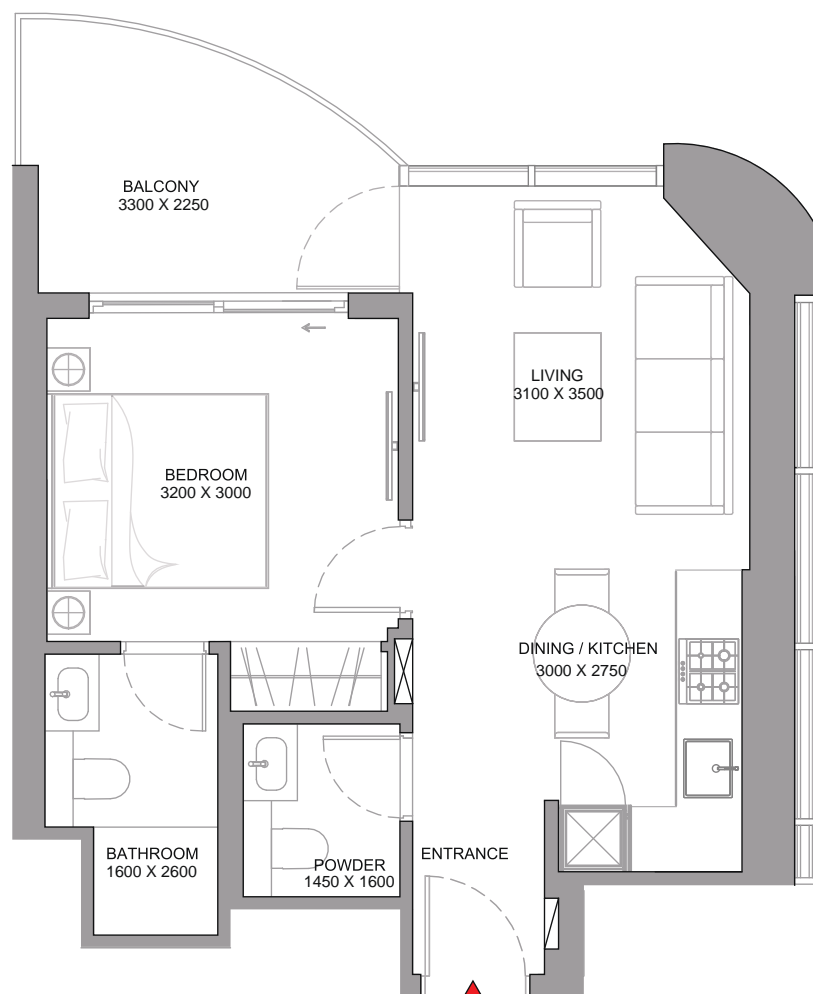 BALCONY
3300 X 2250
LIVING
3100 X 3500
BEDROOM
3200 X 3000
DINING / KITCHEN
3000 X 2750
BATHROOM
1600 X 2600
POWDER
1450 X 1600
ENTRANCE